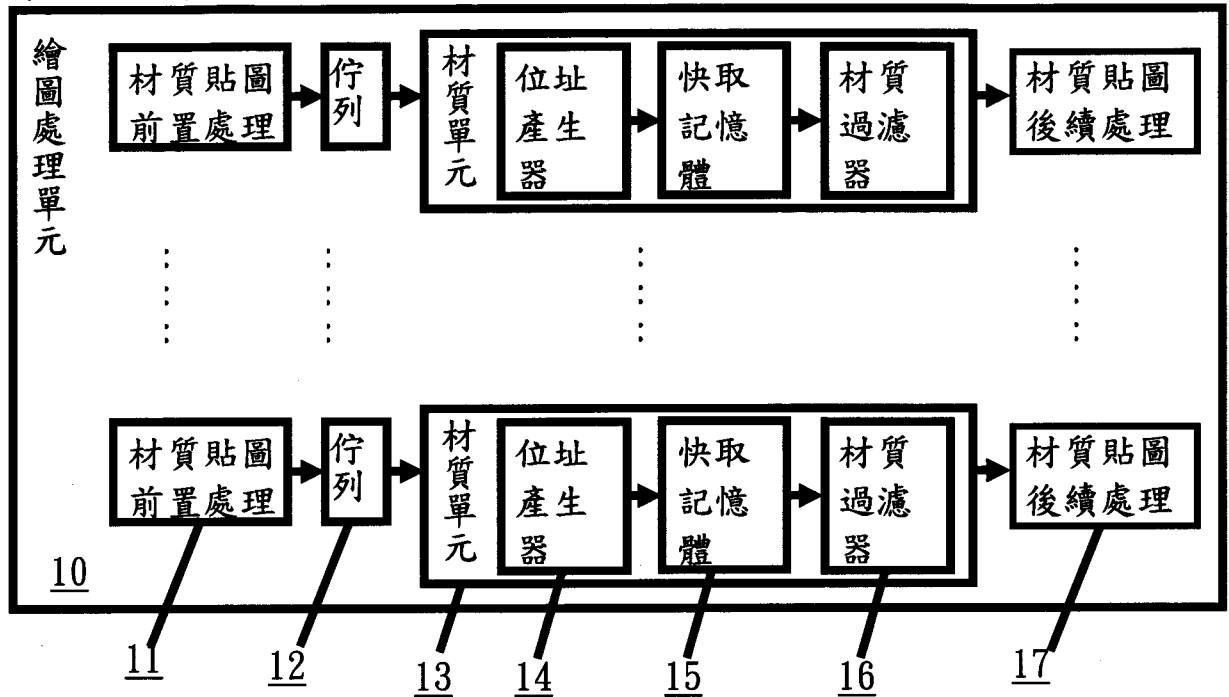 繪圖處理單元
材質貼圖
前置處理
佇列
材質單元
位址
產生
器
快取
記憶
體
材質
過濾
器
材質貼圖
後續處理
材質貼圖
前置處理
佇列
材質單元
位址
產生
器
快取
記憶
體
材質
過濾
器
材質貼圖
後續處理
10
11
12
13
14
15
16
17